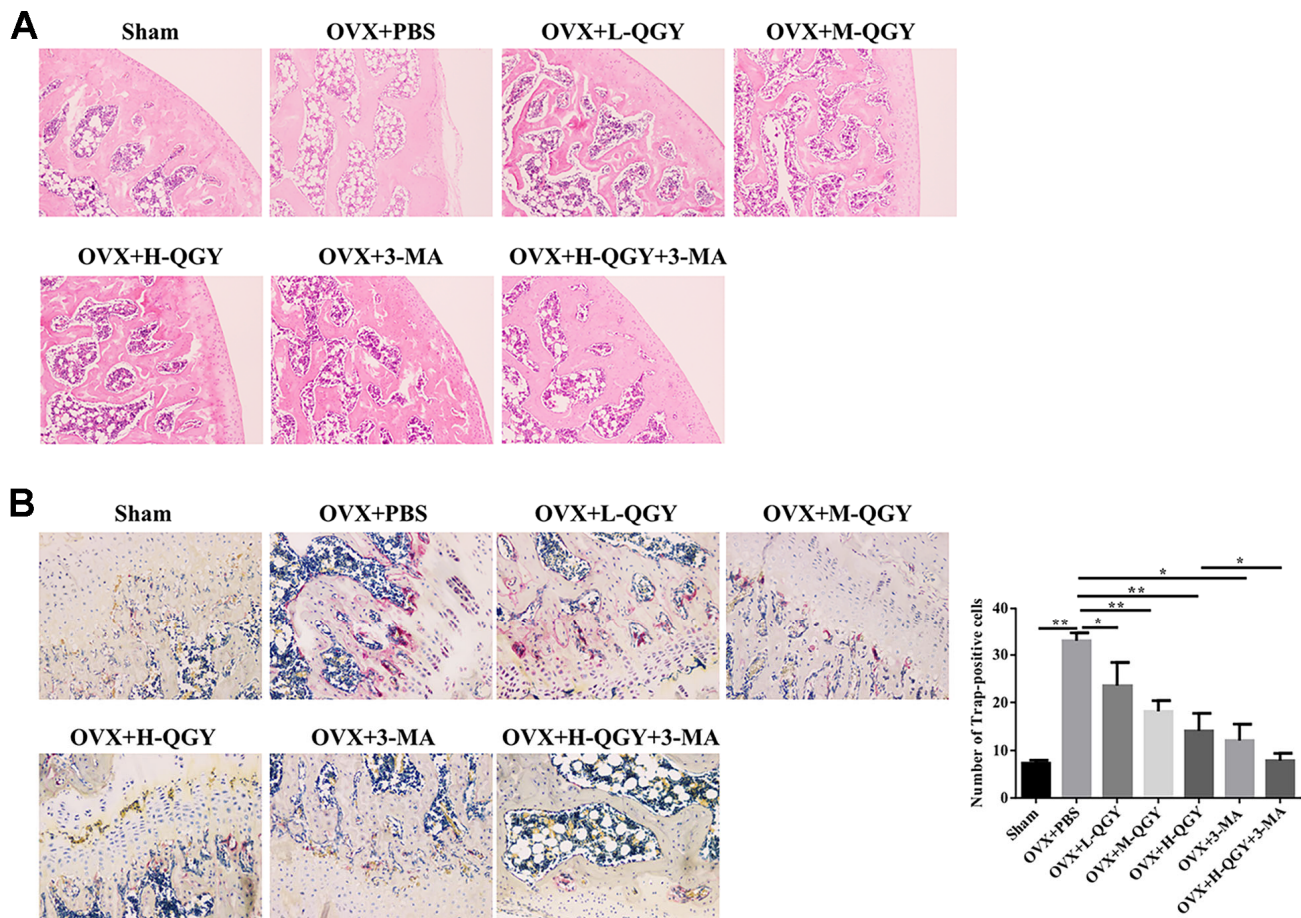 A
Sham
OVX+PBS
OVX+L-QGY
OVX+M-QGY
OVX+H-QGY
OVX+3-MA
OVX+H-QGY+3-MA
B
Sham
OVX+PBS
OVX+L-QGY
OVX+M-QGY
OVX+H-QGY
OVX+3-MA
OVX+H-QGY+3-MA
Number of Trap-positive cells
40
30
20
10
0
**
*
**
**
*
*
Sham
OVX+PBS
OVX+L-QGY
OVX+M-QGY
OVX+H-QGY
OVX+3-MA
OVX+H-QGY+3-MA